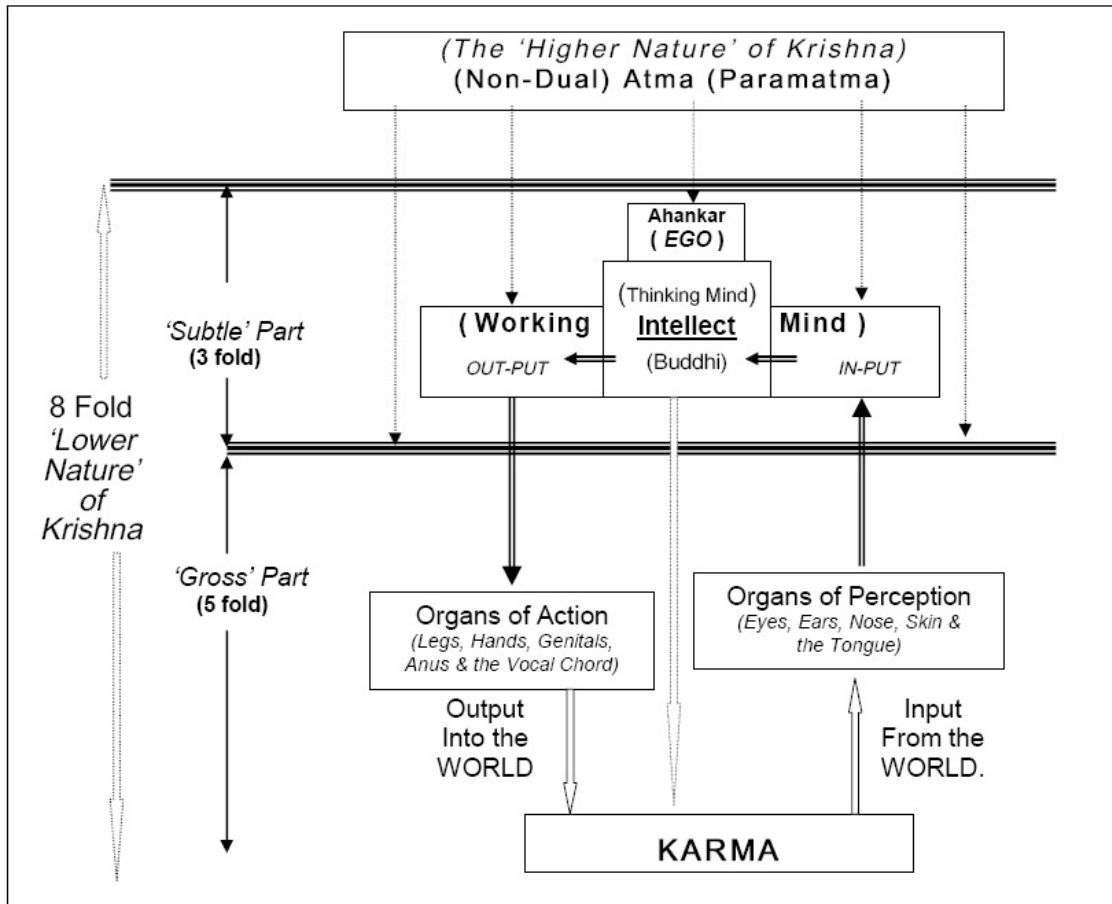 (The 'Higher Nature' of Krishna)
(Non-Dual) Atma (Paramatma)
Ahankar
( EGO )
(Thinking Mind)
( Working
Intellect
Mind )
(Buddhi)
OUT-PUT
IN-PUT
'Subtle' Part
(3 fold)
8 Fold
'Lower
Nature'
of
Krishna
'Gross' Part
(5 fold)
Organs of Action
(Legs, Hands, Genitals,
Anus & the Vocal Chord)
Organs of Perception
(Eyes, Ears, Nose, Skin &
the Tongue)
Output
Into the
WORLD
Input
From the
WORLD.
KARMA